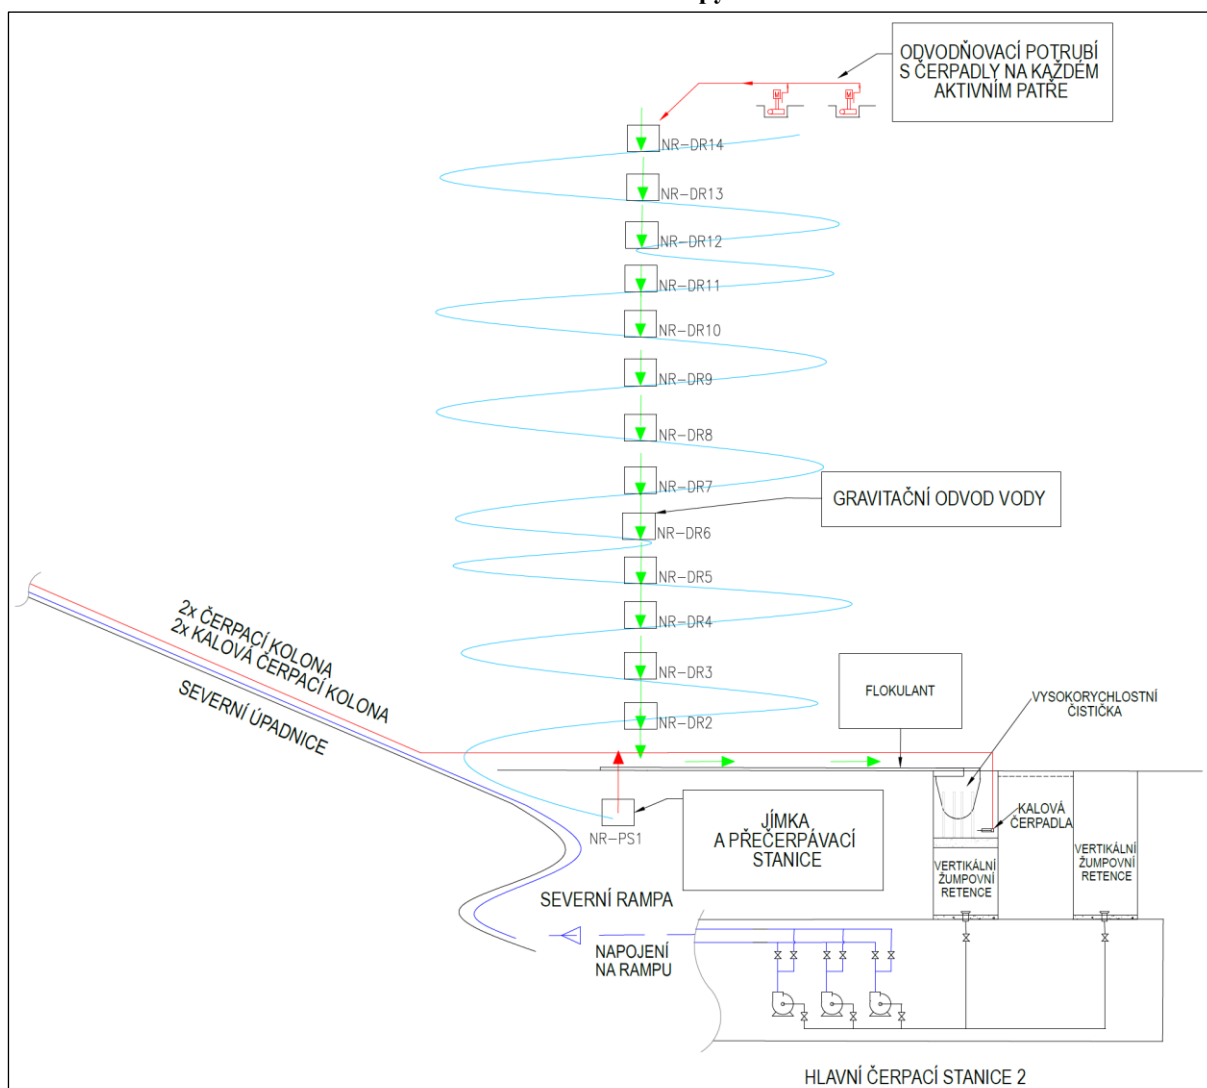 ODVODŇOVACÍ POTRUBÍ
S ČERPADLY NA KAŽDÉM
AKTIVNÍM PATŘE
M
M
NR-DR14
NR-DR13
NR-DR12
NR-DR11
NR-DR10
NR-DR9
NR-DR8
NR-DR7
GRAVITAČNÍ ODVOD VODY
NR-DR6
NR-DR5
NR-DR4
NR-DR3
NR-DR2
2x ČERPACÍ KOLONA
2x KALOVÁ ČERPACÍ KOLONA
SEVERNÍ ÚPADNICE
FLOKULANT
VYSOKORYCHLOSTNÍ
ČISTIČKA
NR-PS1
JÍMKA
A PŘEČERPÁVACÍ
STANICE
KALOVÁ
ČERPADLA
VERTIKÁLNÍ
ŽUMPOVNÍ
RETENCE
VERTIKÁLNÍ
ŽUMPOVNÍ
RETENCE
SEVERNÍ RAMPA
NAPOJENÍ
NA RAMPU
HLAVNÍ ČERPACÍ STANICE 2